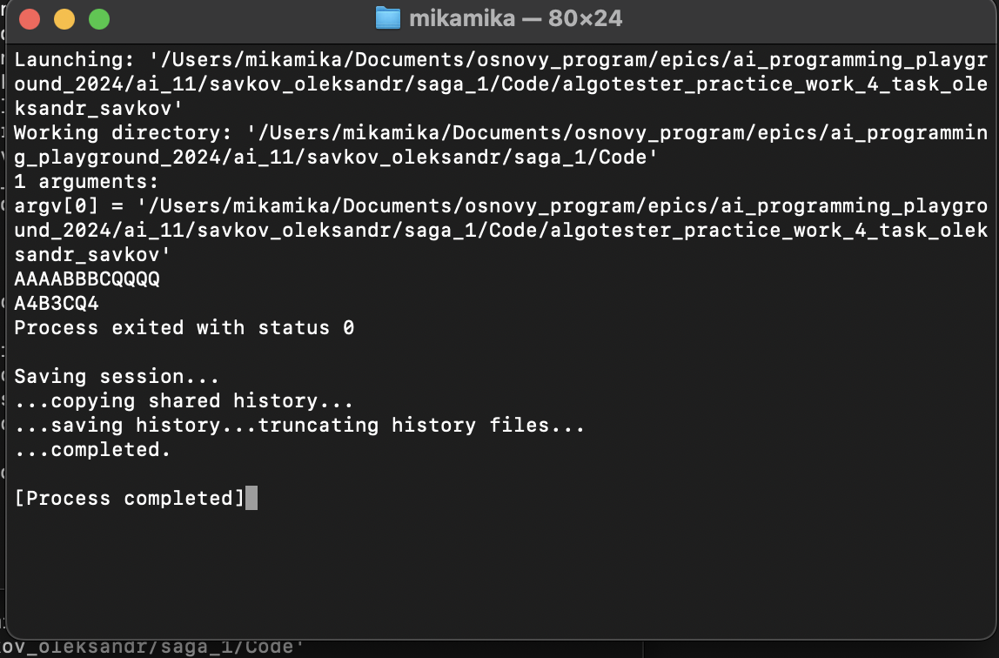 mikamika — 80×24
Launching: '/Users/mikamika/Documents/osnovy_program/epics/ai_programming_playgr
ound_2024/ai_11/savkov_oleksandr/saga_1/Code/algotester_practice_work_4_task_ole
ksandr_savkov'
Working directory: '/Users/mikamika/Documents/osnovy_program/epics/ai_programmin
g_playground_2024/ai_11/savkov_oleksandr/saga_1/Code'
1 arguments:
argv[0] = '/Users/mikamika/Documents/osnovy_program/epics/ai_programming_playgro
und_2024/ai_11/savkov_oleksandr/saga_1/Code/algotester_practice_work_4_task_olek
sandr_savkov'
AAAABBBCQQQQ
A4B3CQ4
Process exited with status 0
Saving session...
...copying shared history...
...saving history...truncating history files...
...completed.
[Process completed]
kov_oleksandr/saga_1/Code'